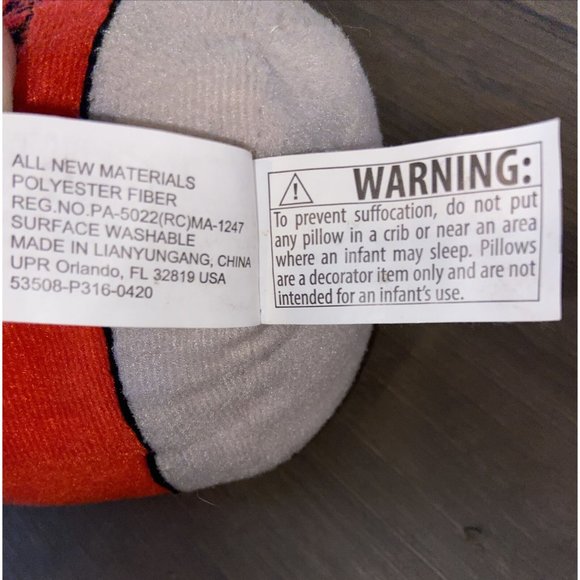 ALL NEW MATERIALS
POLYESTER FIBER
REG.NO.PA-5022(RC)MA-1247
SURFACE WASHABLE
MADE IN LIANYUNGANG, CHINA
UPR Orlando, FL 32819 USA
53508-P316-0420
WARNING:
To prevent suffocation, do not put
any pillow in a crib or near an area
where an infant may sleep. Pillows
are a decorator item only and are not
intended for an infant's use.